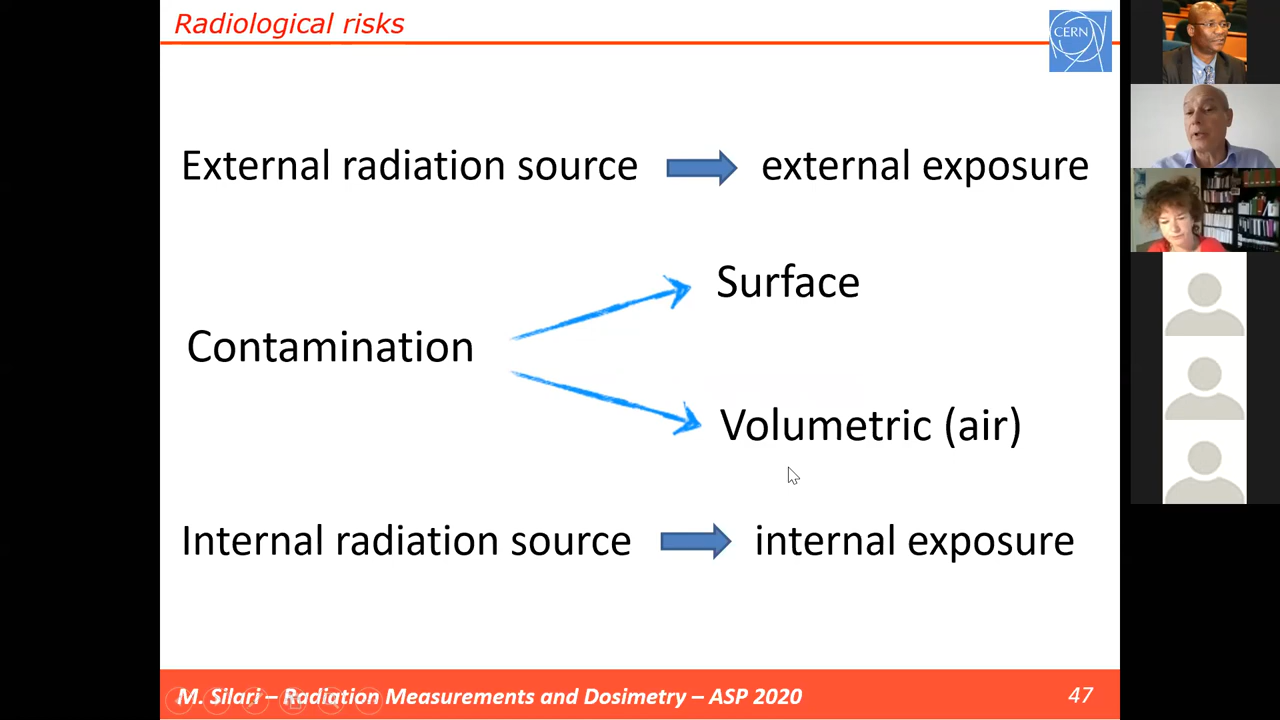 Radiological risks
CERN
External radiation source external exposure
Surface
Contamination
Volumetric (air)
Internal radiation source internal exposure
M. Silari – Radiation Measurements and Dosimetry – ASP 2020 47